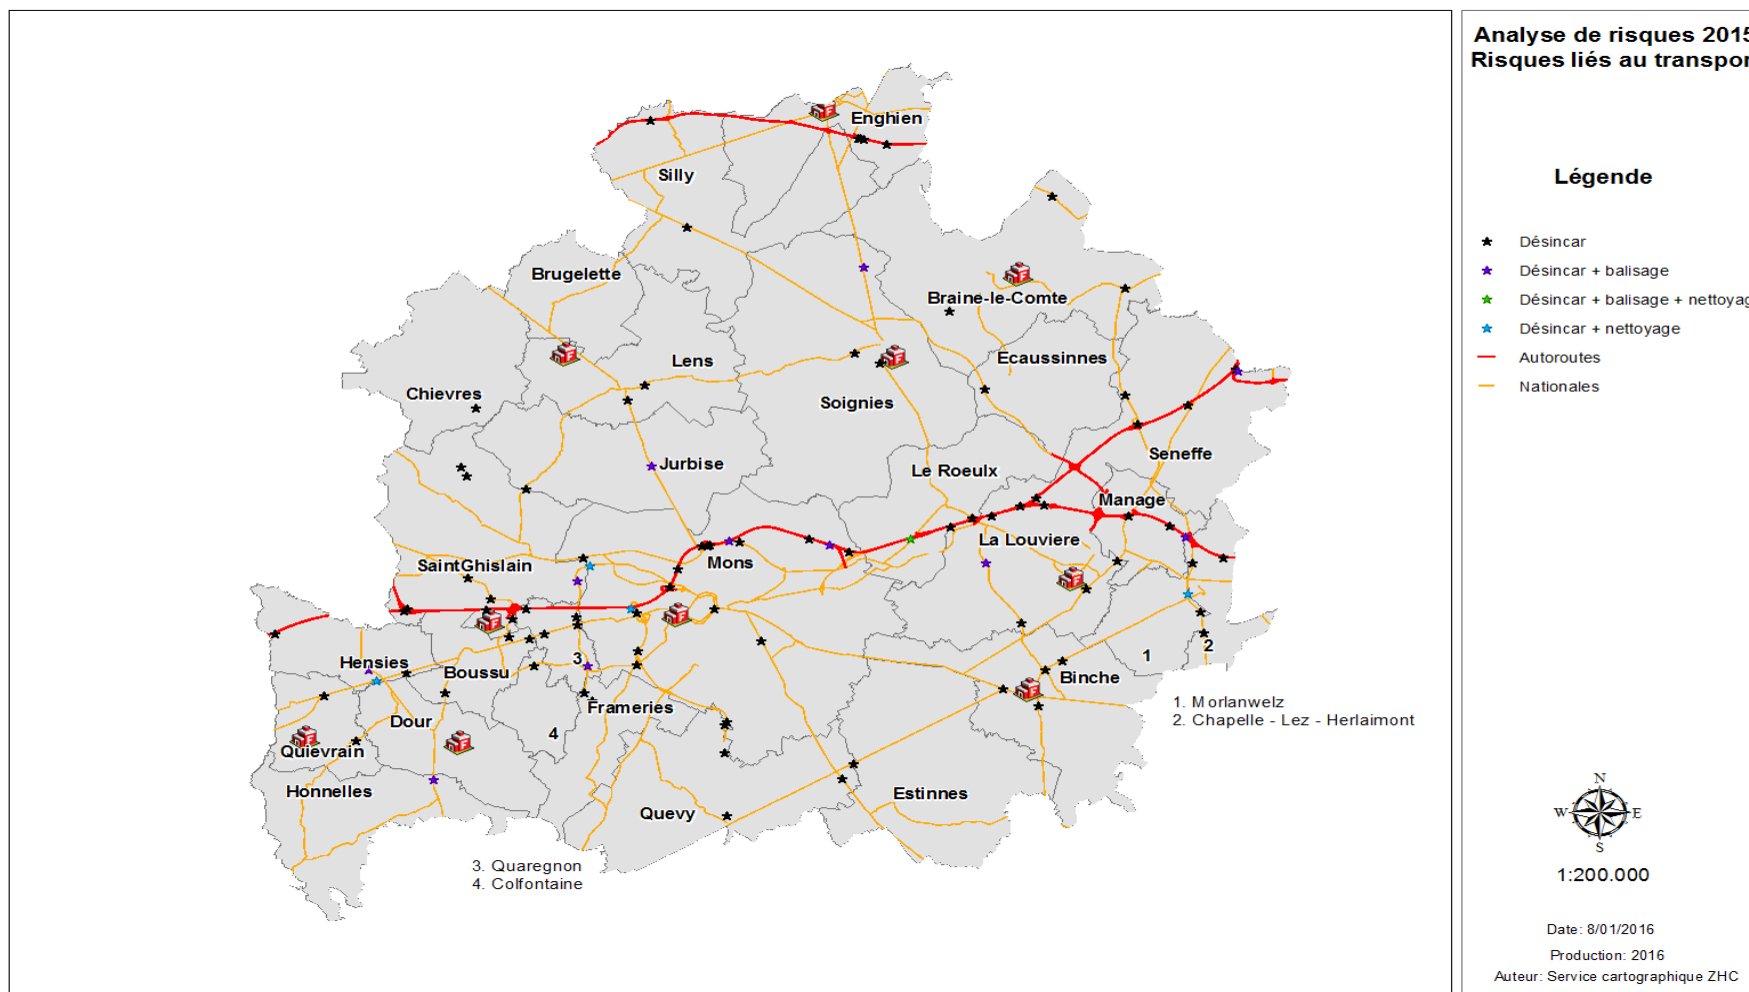 Analyse de risques 2015
Risques liés au transpor
Légende
Désincar
Désincar + balisage
Désincar + balisage + nettoyag
Désincar + nettoyage
Autoroutes
Nationales
Enghien
Silly
Brugelette
Braine-le-Comte
Lens
Ecaussinnes
Chievres
Soignies
Jurbise
Le Roeulx
Seneffe
Manage
La Louviere
SaintGhislain
Mons
Hensies
Boussu
3
1
2
Binche
Dour
Frameries
4
Quievrain
Honnelles
Quevy
Estinnes
1. Morlanwelz
2. Chapelle - Lez - Herlaimont
3. Quaregnon
4. Colfontaine
N
W E
S
1:200.000
Date: 8/01/2016
Production: 2016
Auteur: Service cartographique ZHC